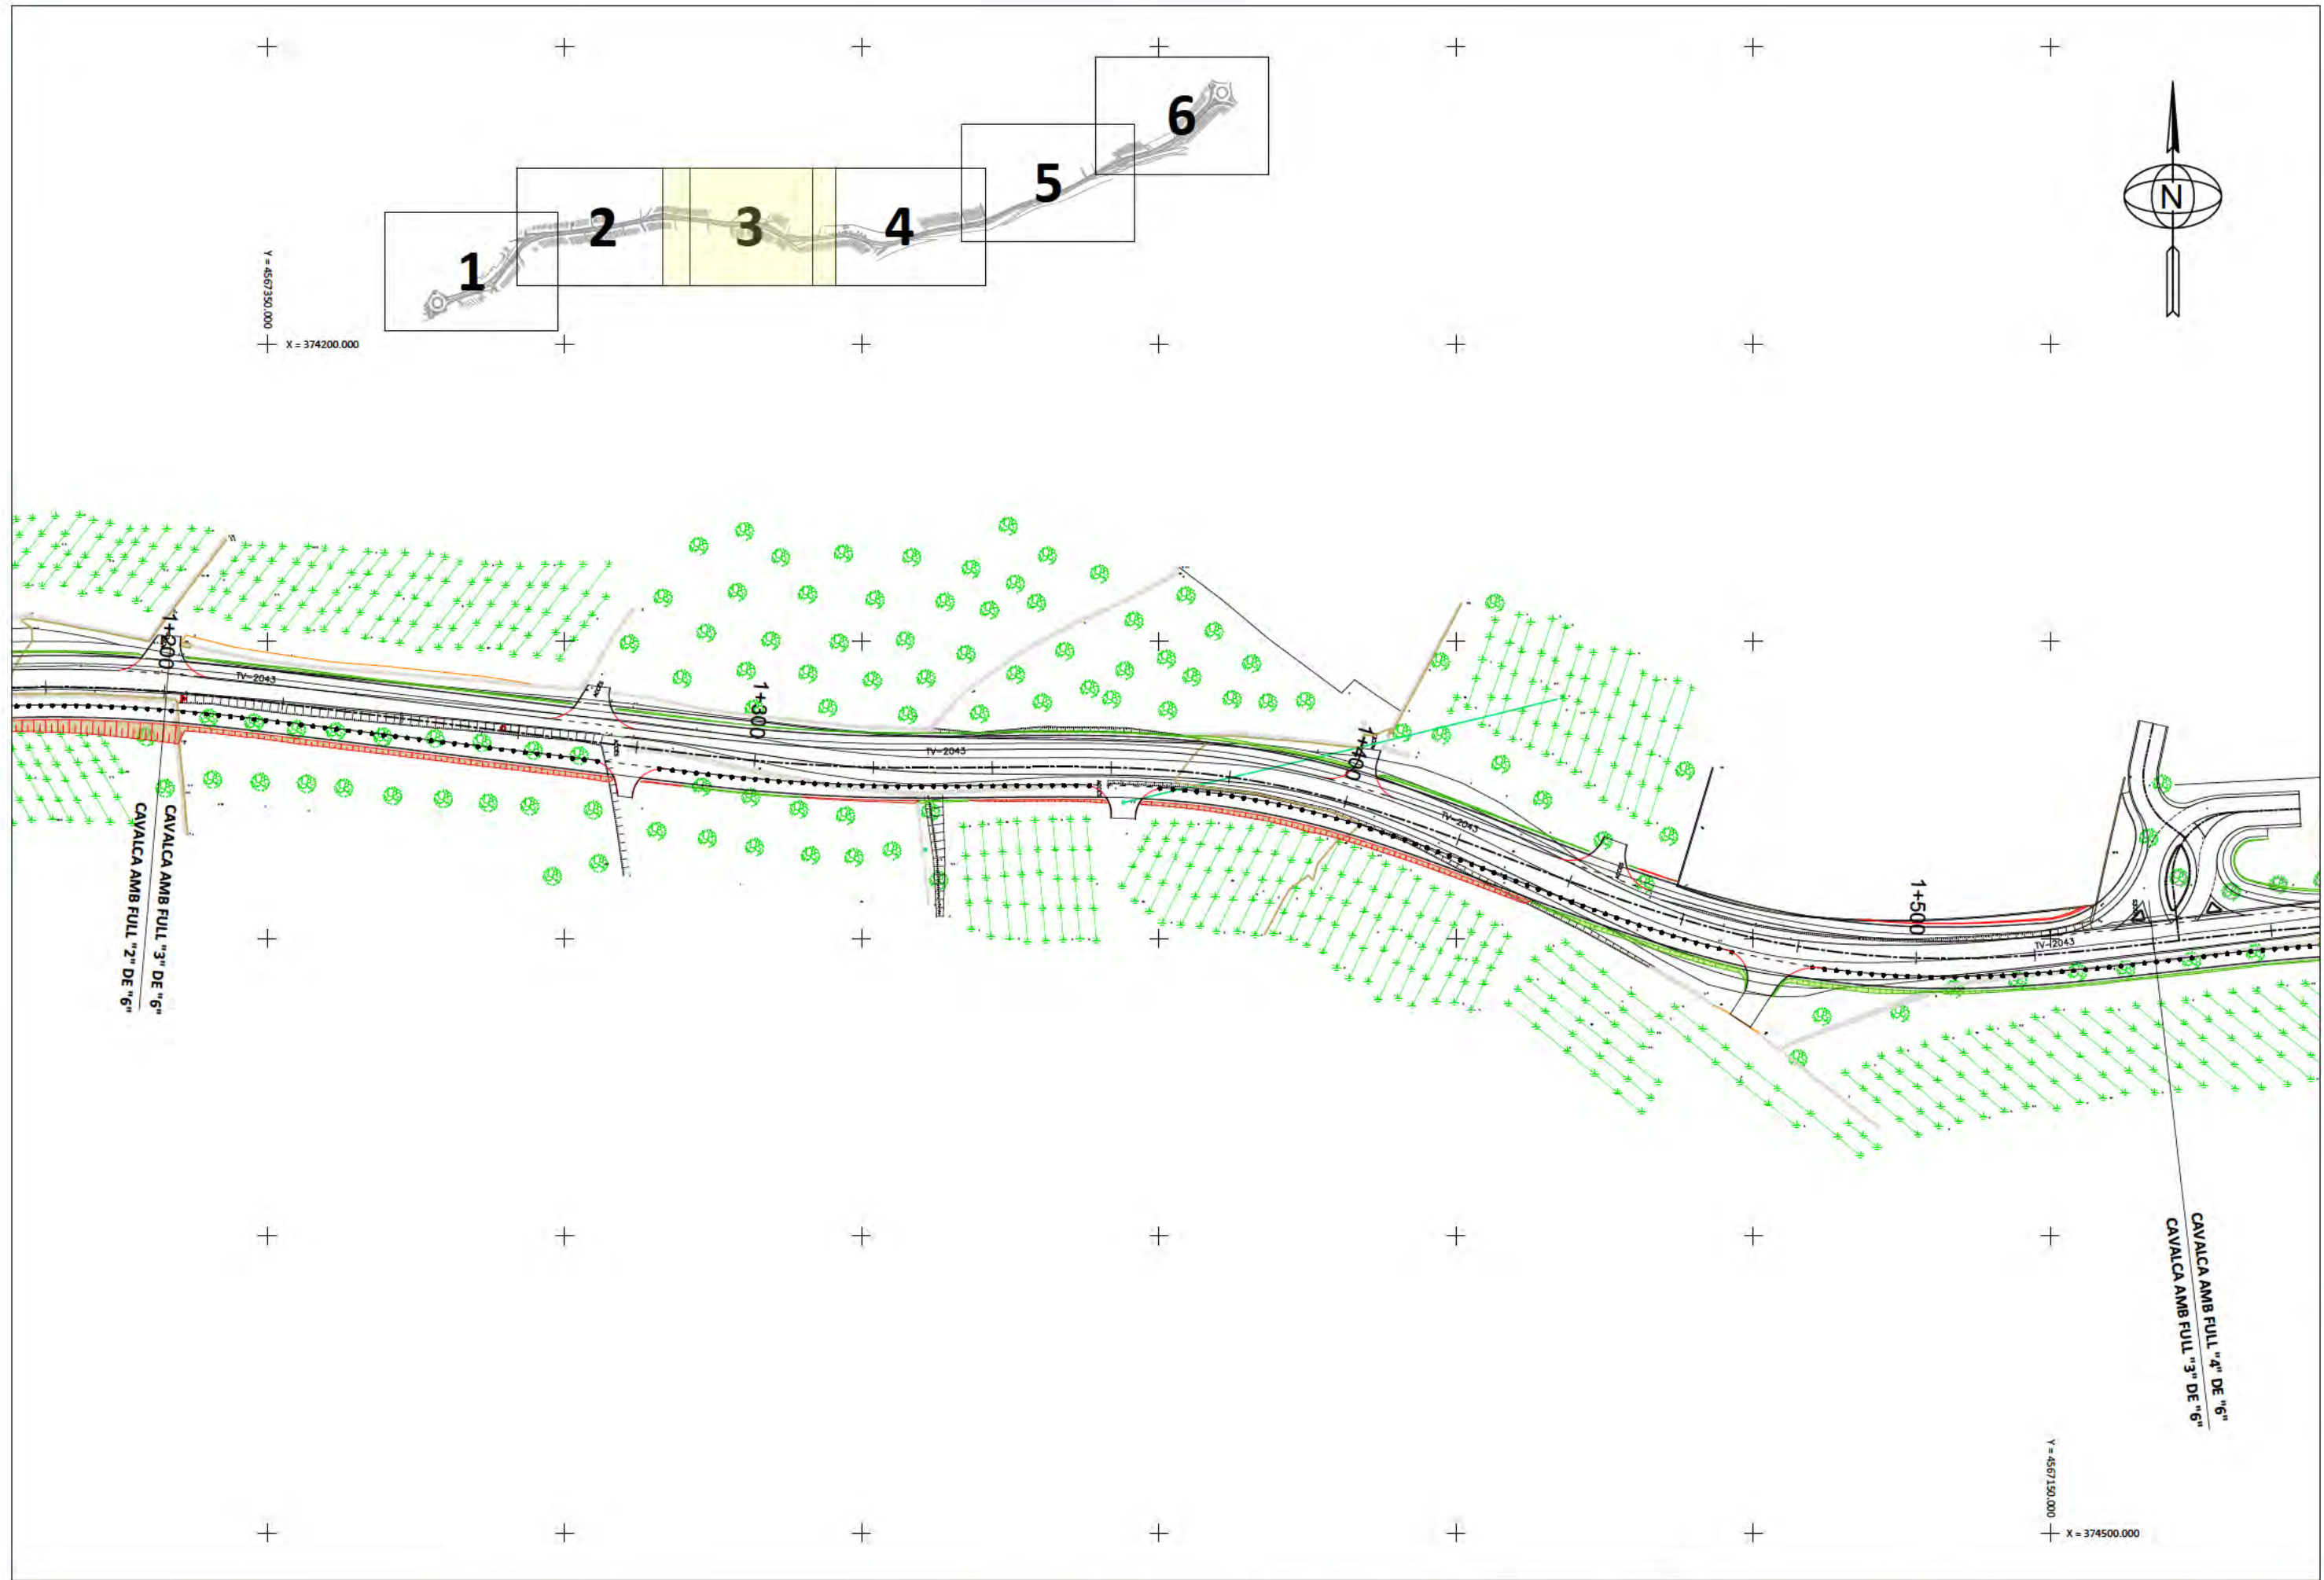 6
5
2
3
4
1
N
Y = 4567350.000
X = 374200.000
1+200
TV-2043
1+300
TV-2043
1+400
TV-2043
1+500
TV-2043
CAVALCA AMB FULL "3" DE "6"
CAVALCA AMB FULL "2" DE "6"
CAVALCA AMB FULL "4" DE "6"
CAVALCA AMB FULL "3" DE "6"
Y = 4567150.000
X = 374500.000